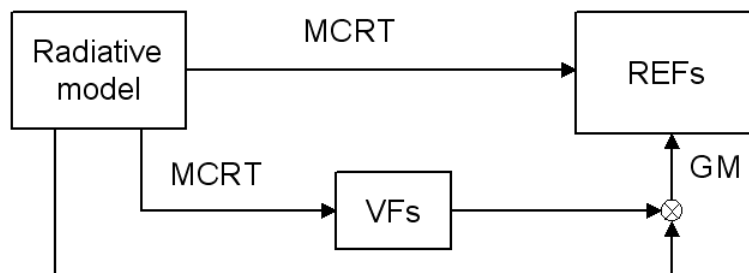 MCRT
Radiative
model
REFs
MCRT
VFs
GM